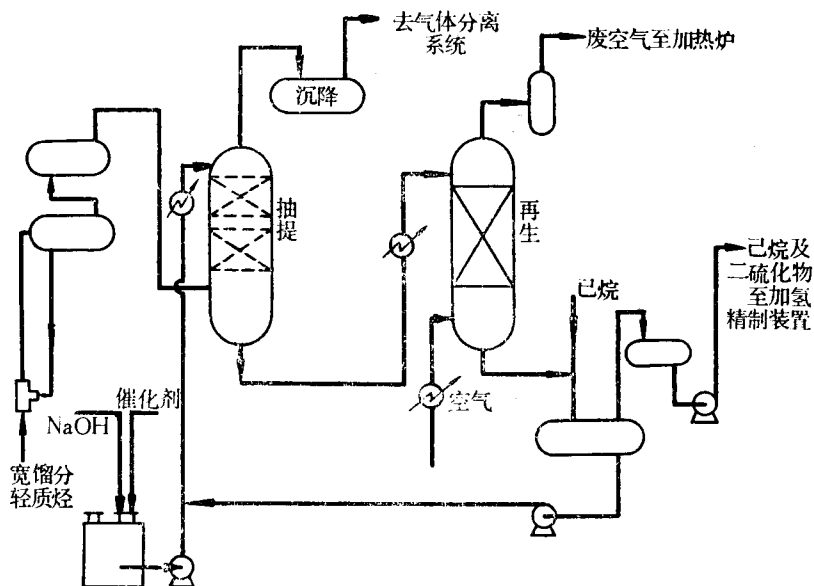 去气体分离
系统
废空气至加热炉
沉降
抽
提
再
生
己烷及
二硫化物
至加氢
精制装置
已烷
空气
催化剂
NaOH
宽馏分
轻质烃